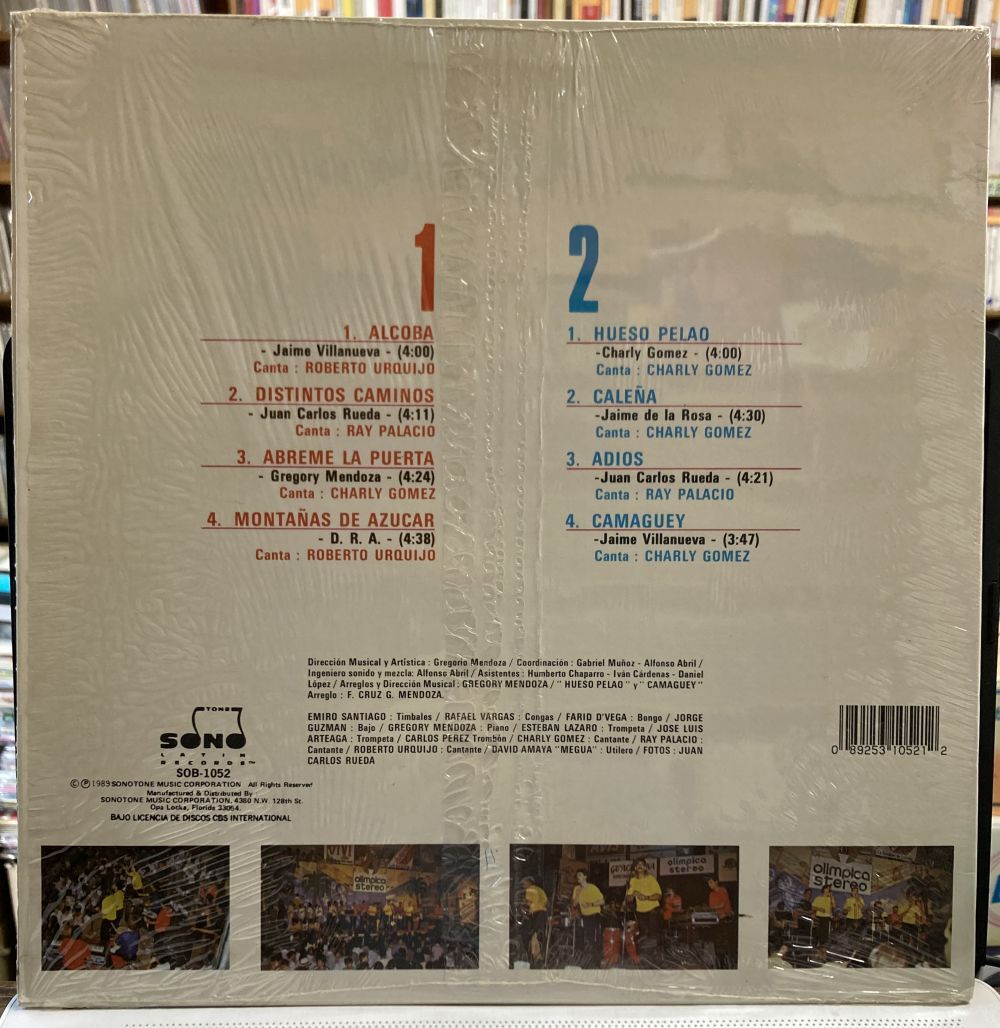 1
1. ALCOBA
- Jaime Villanueva - (4:00)
Canta : ROBERTO URQUIJO
2. DISTINTOS CAMINOS
- Juan Carlos Rueda - (4:11)
Canta : RAY PALACIO
3. ABREME LA PUERTA
- Gregory Mendoza - (4:24)
Canta : CHARLY GOMEZ
4. MONTAÑAS DE AZUCAR
- D. R. A. - (4:38)
Canta : ROBERTO URQUIJO
2
1. HUESO PELAO
-Charly Gomez - (4:00)
Canta : CHARLY GOMEZ
2. CALEÑA
-Jaime de la Rosa - (4:30)
Canta : CHARLY GOMEZ
3. ADIOS
-Juan Carlos Rueda - (4:21)
Canta : RAY PALACIO
4. CAMAGUEY
-Jaime Villanueva - (3:47)
Canta : CHARLY GOMEZ
Dirección Musical y Artística : Gregorio Mendoza / Coordinación : Gabriel Muñoz - Alfonso Abril /
Ingeniero sonido y mezcla: Alfonso Abril / Asistentes : Humberto Chaparro - Iván Cárdenas - Daniel
López / Arreglos y Dirección Musical : GREGORY MENDOZA / " HUESO PELAO " y " CAMAGUEY "
Arreglo : F. CRUZ G. MENDOZA.
EMIRO SANTIAGO : Timbales / RAFAEL VARGAS : Congas / FARID D'VEGA : Bongo / JORGE
GUZMAN : Bajo / GREGORY MENDOZA : Piano / ESTEBAN LAZARO : Trompeta / JOSE LUIS
ARTEAGA : Trompeta / CARLOS PEREZ Trombón / CHARLY GOMEZ : Cantante / RAY PALACIO :
Cantante / ROBERTO URQUIJO : Cantante / DAVID AMAYA "MEGUA" : Utilero / FOTOS : JUAN
CARLOS RUEDA
TONE
SONO
LATIN
RECORDS™
SOB-1052
© ℗ 1989 SONOTONE MUSIC CORPORATION All Rights Reserved
Manufactured & Distributed By
SONOTONE MUSIC CORPORATION, 4380 N.W. 128th St.
Opa Locka, Florida 33054.
BAJO LICENCIA DE DISCOS CBS INTERNATIONAL
0 89253 10521 2
olimpica
stereo
olimpica
stereo
olimpica
stereo